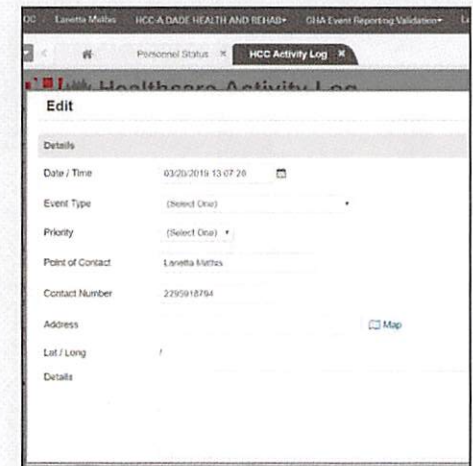 OC / Lanetta Mathis HCC-A DADE HEALTH AND REHAB GHA Event Reporting Validation
Personnel Status × HCC Activity Log ×
Healthcare Activity Log
Edit
Details
Date / Time 03/20/2019 13:07:20
Event Type (Select One)
Priority (Select One)
Point of Contact Lanetta Mathis
Contact Number 2295918794
Address Map
Lat / Long /
Details